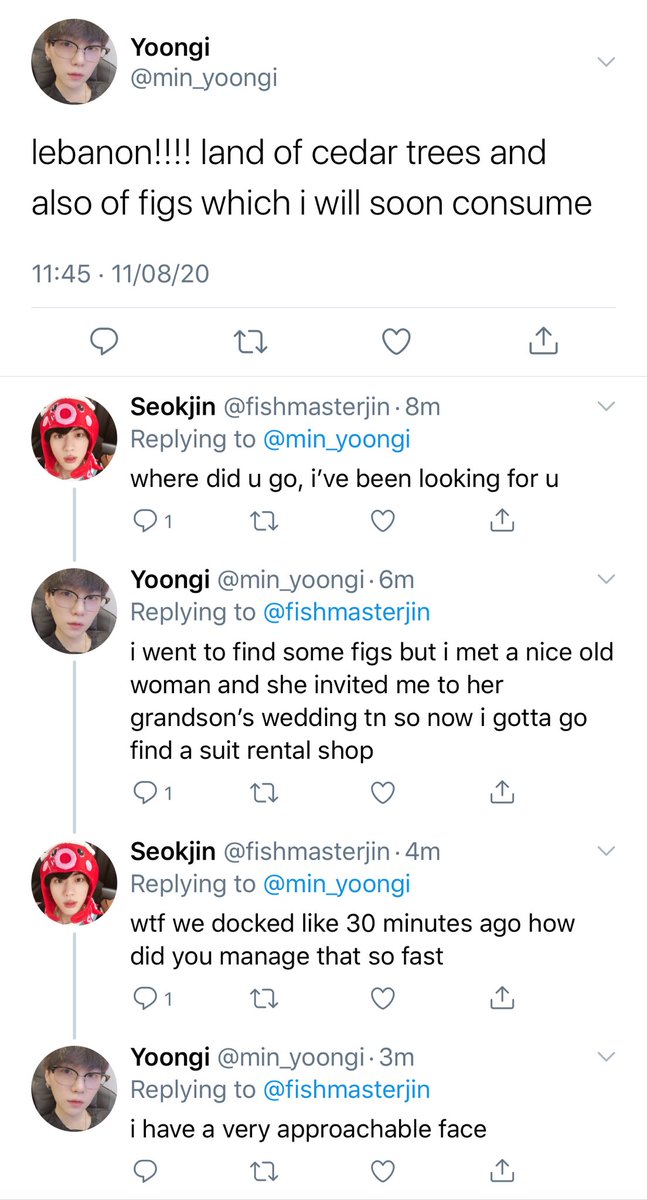 Yoongi
@min_yoongi
lebanon!!!! land of cedar trees and
also of figs which i will soon consume
11:45 · 11/08/20
Seokjin @fishmasterjin · 8m
Replying to @min_yoongi
where did u go, i’ve been looking for u
1
Yoongi @min_yoongi · 6m
Replying to @fishmasterjin
i went to find some figs but i met a nice old
woman and she invited me to her
grandson’s wedding tn so now i gotta go
find a suit rental shop
1
Seokjin @fishmasterjin · 4m
Replying to @min_yoongi
wtf we docked like 30 minutes ago how
did you manage that so fast
1
Yoongi @min_yoongi · 3m
Replying to @fishmasterjin
i have a very approachable face